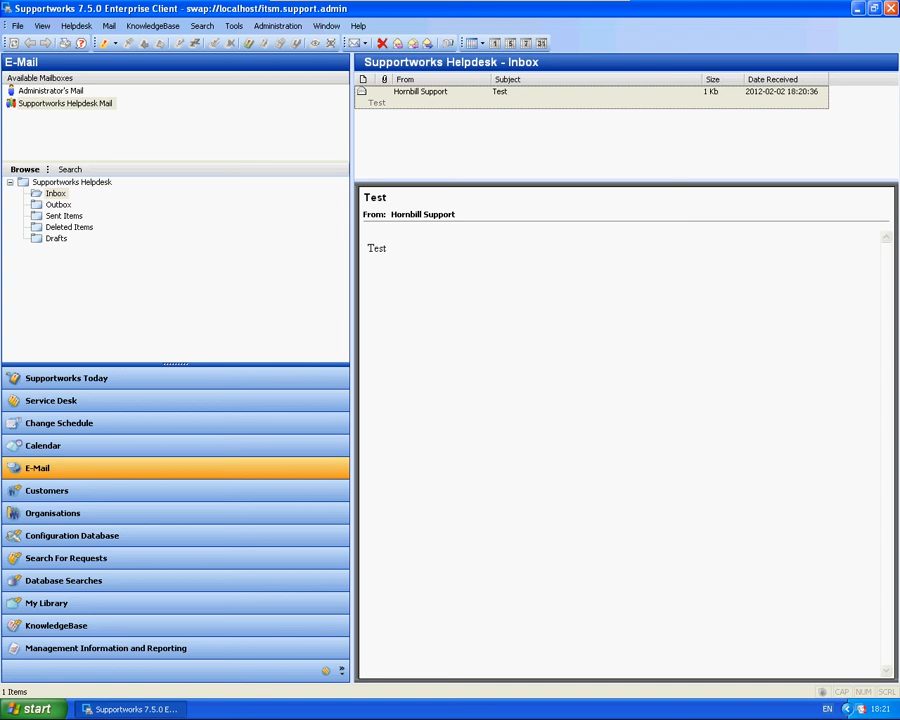 Supportworks 7.5.0 Enterprise Client - swap://localhost/itsm.support.admin
File View Helpdesk Mail KnowledgeBase Search Tools Administration Window Help
1 5 7 31
E-Mail
Available Mailboxes
Administrator's Mail
Supportworks Helpdesk Mail
Browse Search
Supportworks Helpdesk
Inbox
Outbox
Sent Items
Deleted Items
Drafts
Supportworks Today
Service Desk
Change Schedule
Calendar
E-Mail
Customers
Organisations
Configuration Database
Search For Requests
Database Searches
My Library
KnowledgeBase
Management Information and Reporting
Supportworks Helpdesk - Inbox
From Subject Size Date Received
Hornbill Support Test 1 Kb 2012-02-02 18:20:36
Test
Test
From: Hornbill Support
Test
1 Items
CAP NUM SCRL
start Supportworks 7.5.0 E... EN 18:21